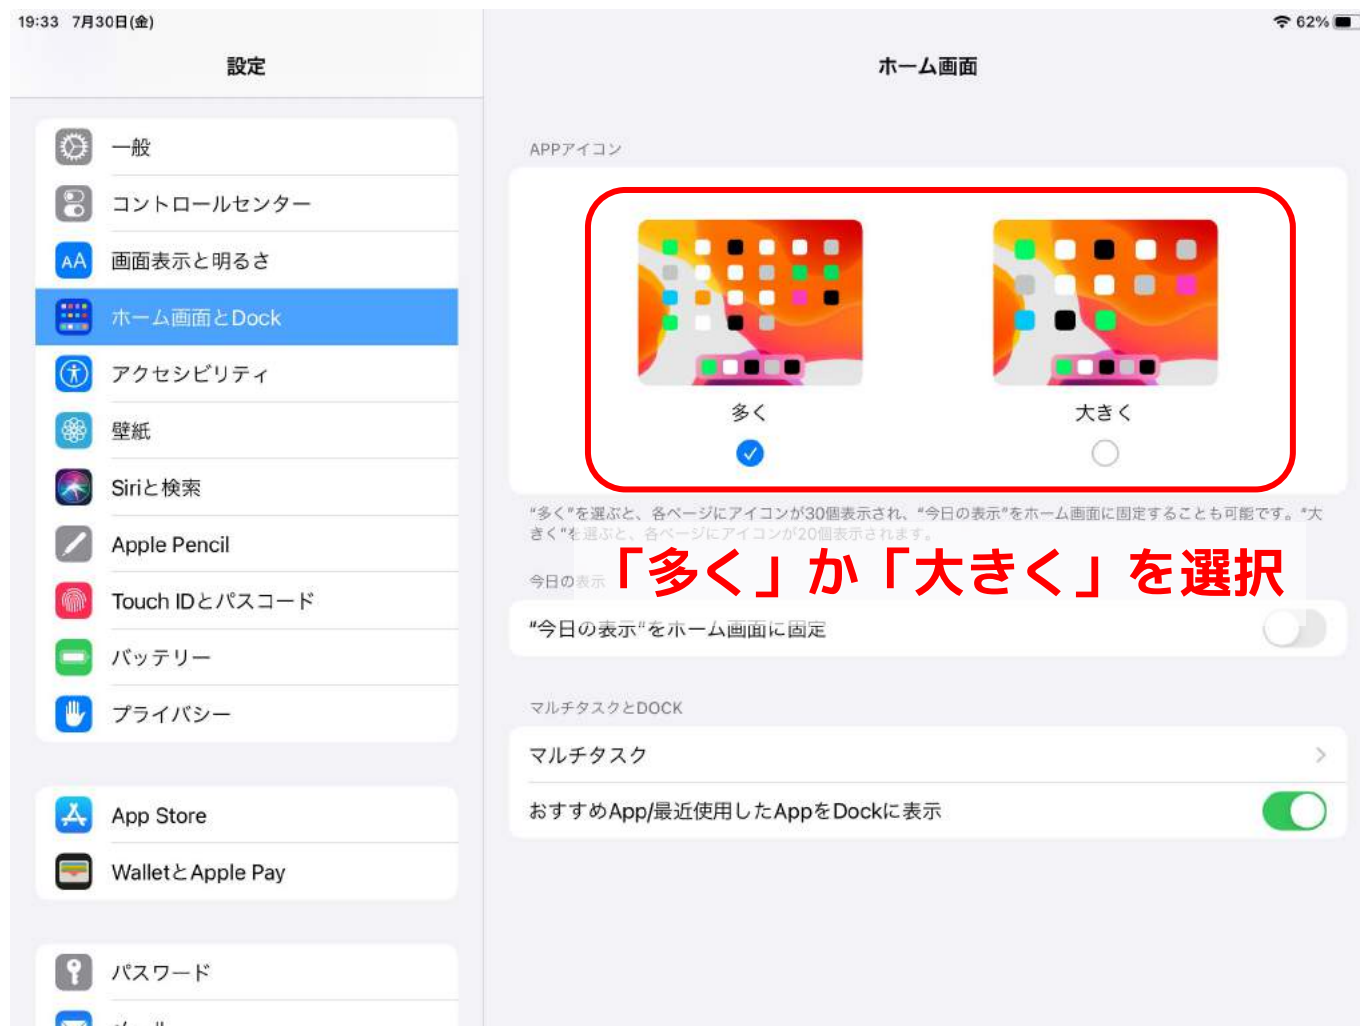 19:33 7月30日(金)
62%
設定
一般
コントロールセンター
AA 画面表示と明るさ
ホーム画面とDock
アクセシビリティ
壁紙
Siriと検索
Apple Pencil
Touch IDとパスコード
バッテリー
プライバシー
App Store
WalletとApple Pay
パスワード
ホーム画面
APPアイコン
多く
大きく
“多く”を選ぶと、各ページにアイコンが30個表示され、“今日の表示”をホーム画面に固定することも可能です。“大
きく”を選ぶと、各ページにアイコンが20個表示されます。
「多く」か「大きく」を選択
今日の表示
“今日の表示“をホーム画面に固定
マルチタスクとDOCK
マルチタスク
おすすめApp/最近使用したAppをDockに表示